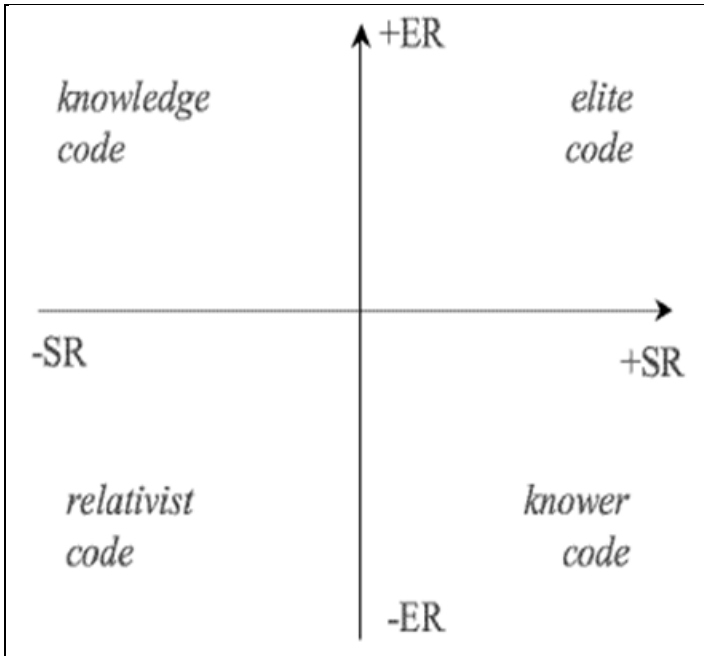 +ER
knowledge
code
elite
code
-SR
+SR
relativist
code
knower
code
-ER